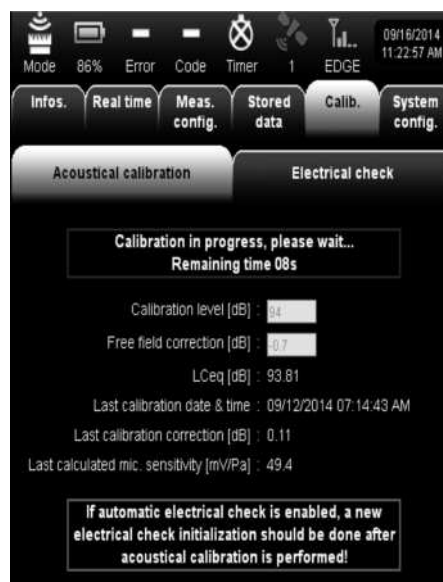 Mode 86% Error Code Timer 1 EDGE
09/16/2014
11:22:57 AM
Infos. Real time Meas. config. Stored data Calib. System config.
Acoustical calibration Electrical check
Calibration in progress, please wait...
Remaining time 08s
Calibration level [dB] : 94
Free field correction [dB] : -0.7
LCeq [dB] : 93.81
Last calibration date & time : 09/12/2014 07:14:43 AM
Last calibration correction [dB] : 0.11
Last calculated mic. sensitivity [mV/Pa] : 49.4
If automatic electrical check is enabled, a new
electrical check initialization should be done after
acoustical calibration is performed!